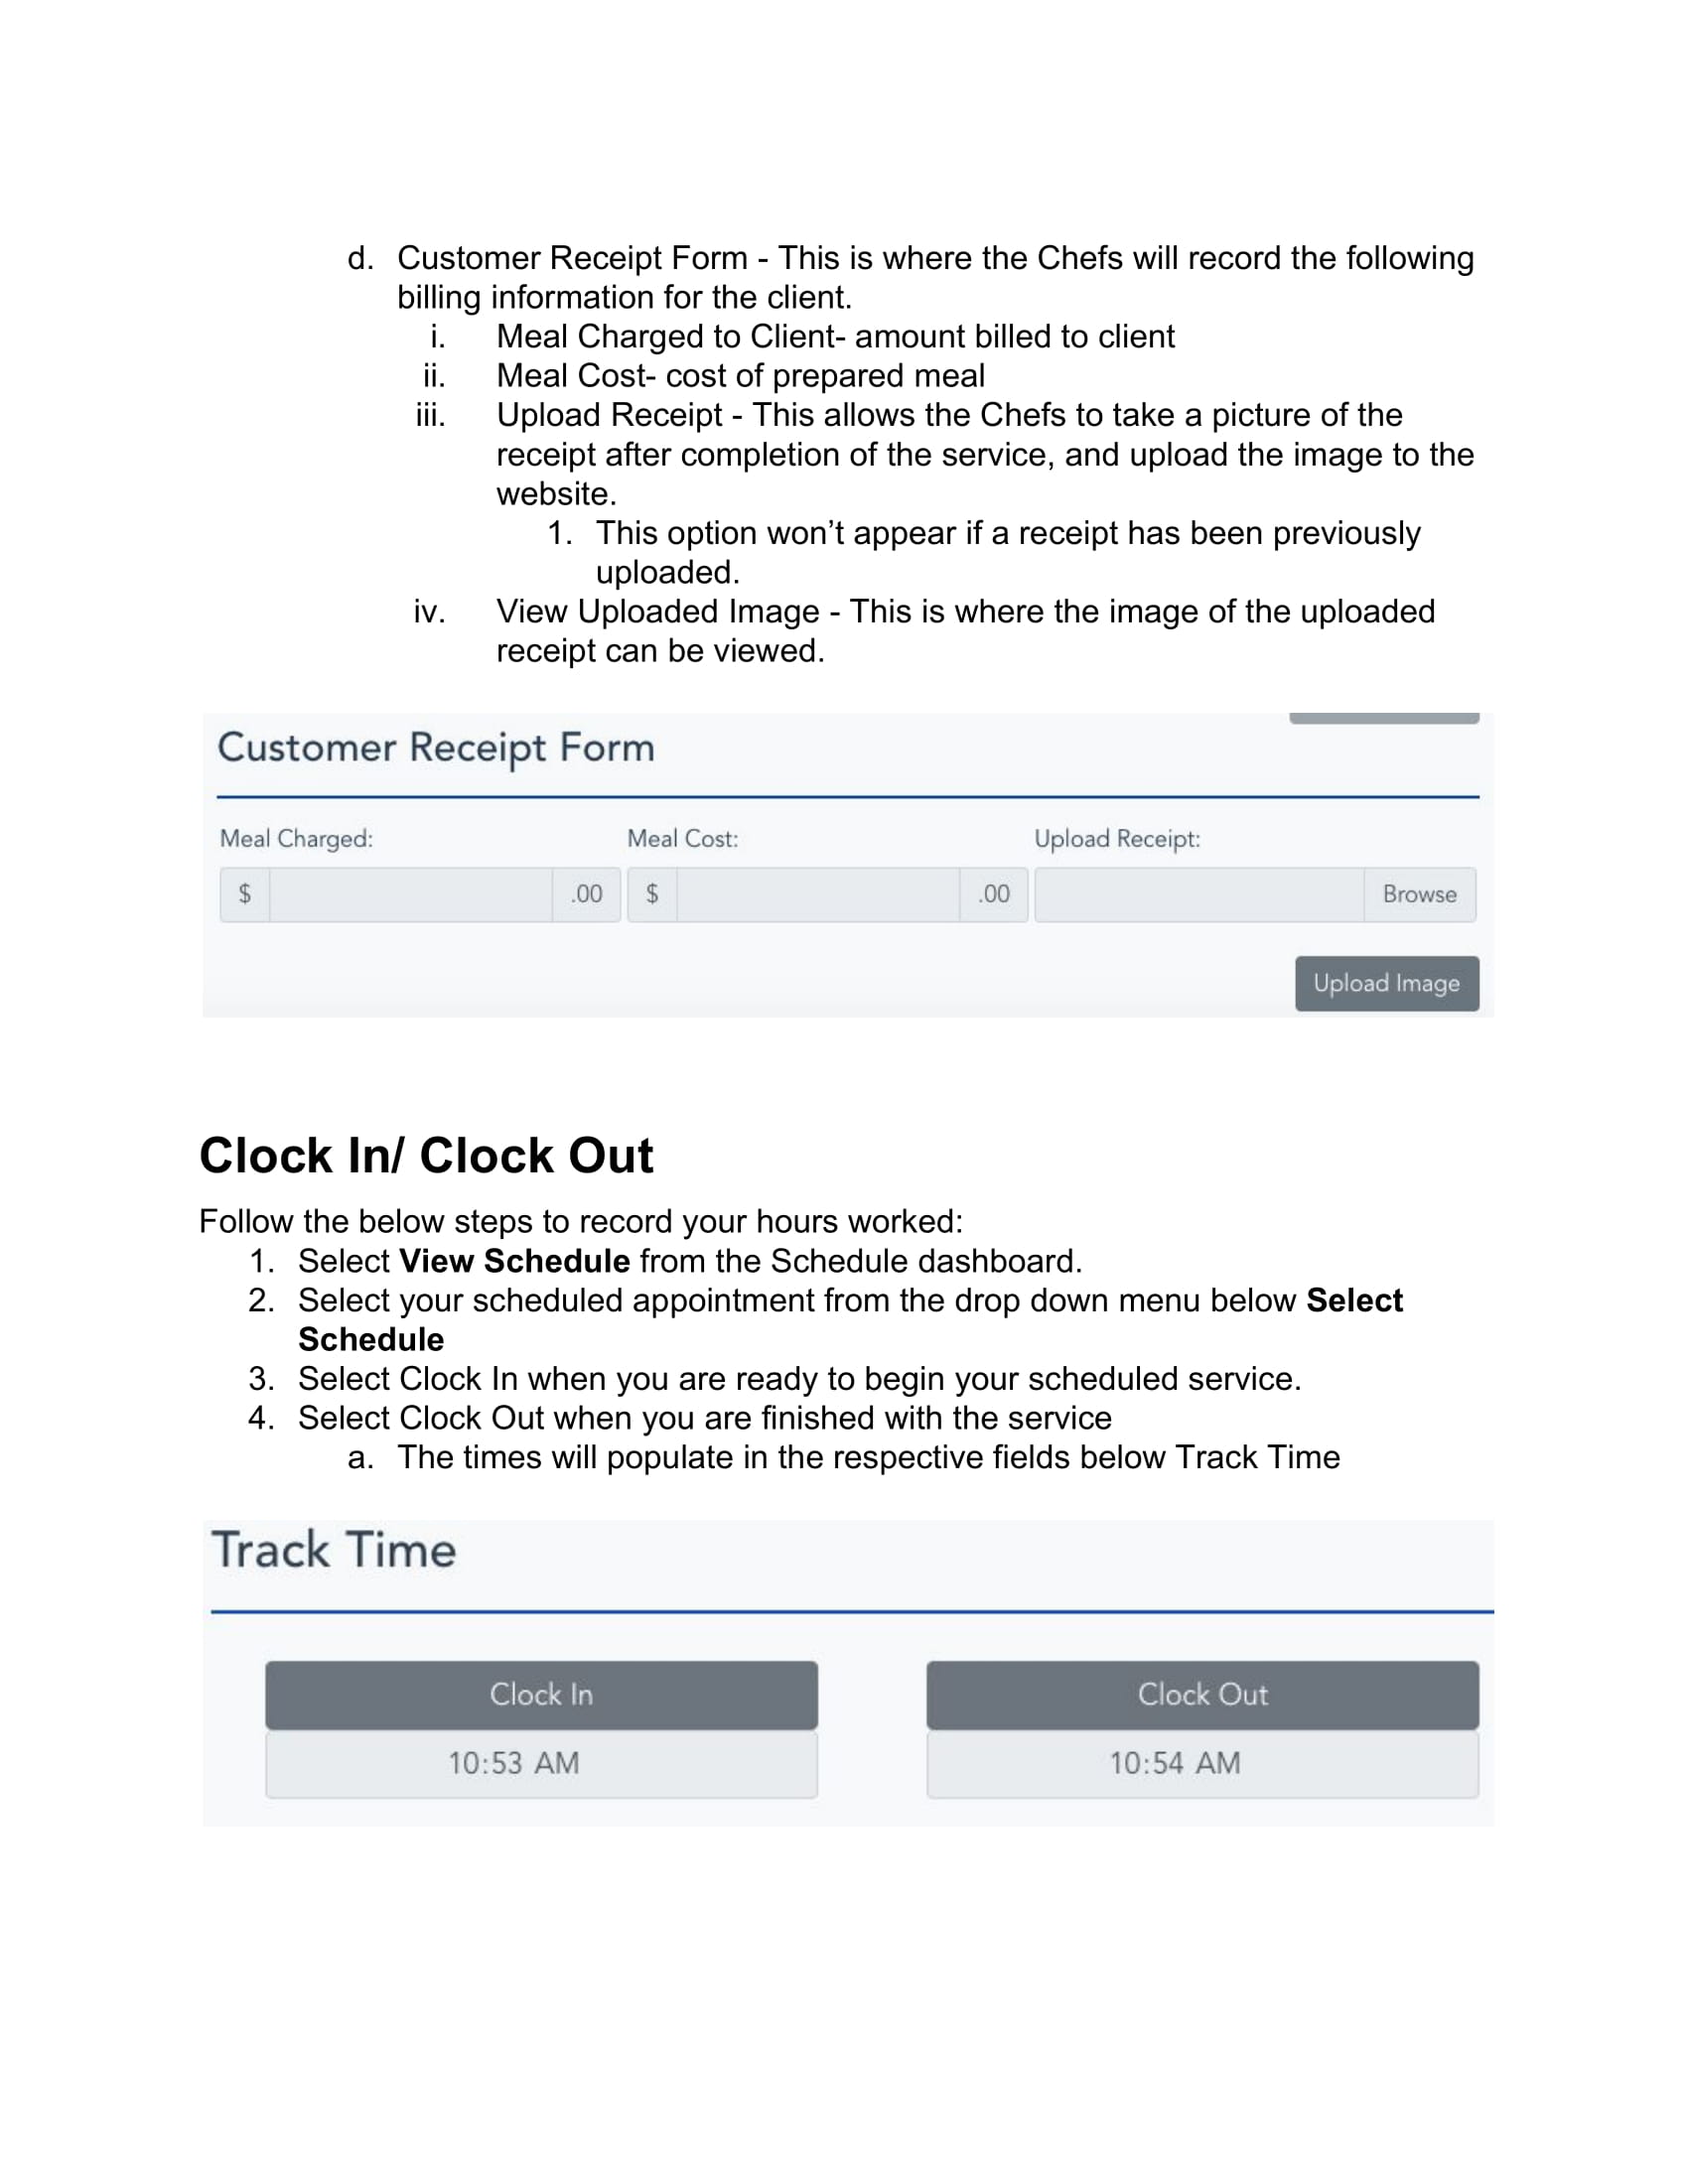 d. Customer Receipt Form - This is where the Chefs will record the following
billing information for the client.
i. Meal Charged to Client- amount billed to client
ii. Meal Cost- cost of prepared meal
iii. Upload Receipt - This allows the Chefs to take a picture of the
receipt after completion of the service, and upload the image to the
website.
1. This option won’t appear if a receipt has been previously
uploaded.
iv. View Uploaded Image - This is where the image of the uploaded
receipt can be viewed.
Customer Receipt Form
Meal Charged: Meal Cost: Upload Receipt:
$ .00 $ .00 Browse
Upload Image
Clock In/ Clock Out
Follow the below steps to record your hours worked:
1. Select View Schedule from the Schedule dashboard.
2. Select your scheduled appointment from the drop down menu below Select
Schedule
3. Select Clock In when you are ready to begin your scheduled service.
4. Select Clock Out when you are finished with the service
a. The times will populate in the respective fields below Track Time
Track Time
Clock In Clock Out
10:53 AM 10:54 AM